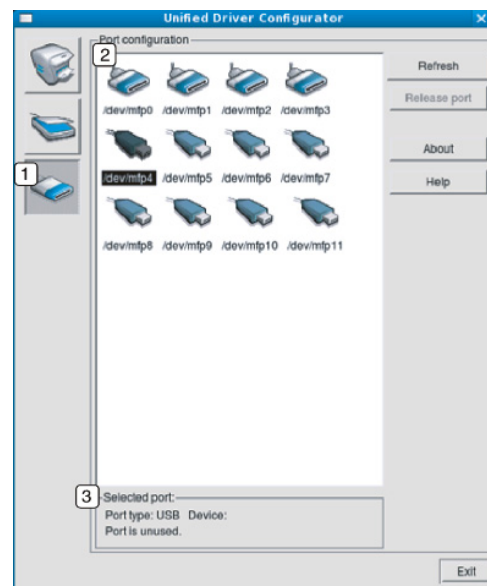 Unified Driver Configurator
Port configuration
2
/dev/mfp0 /dev/mfp1 /dev/mfp2 /dev/mfp3
/dev/mfp4 /dev/mfp5 /dev/mfp6 /dev/mfp7
/dev/mfp8 /dev/mfp9 /dev/mfp10 /dev/mfp11
Refresh
Release port
About
Help
1
3
Selected port:
Port type: USB Device:
Port is unused.
Exit